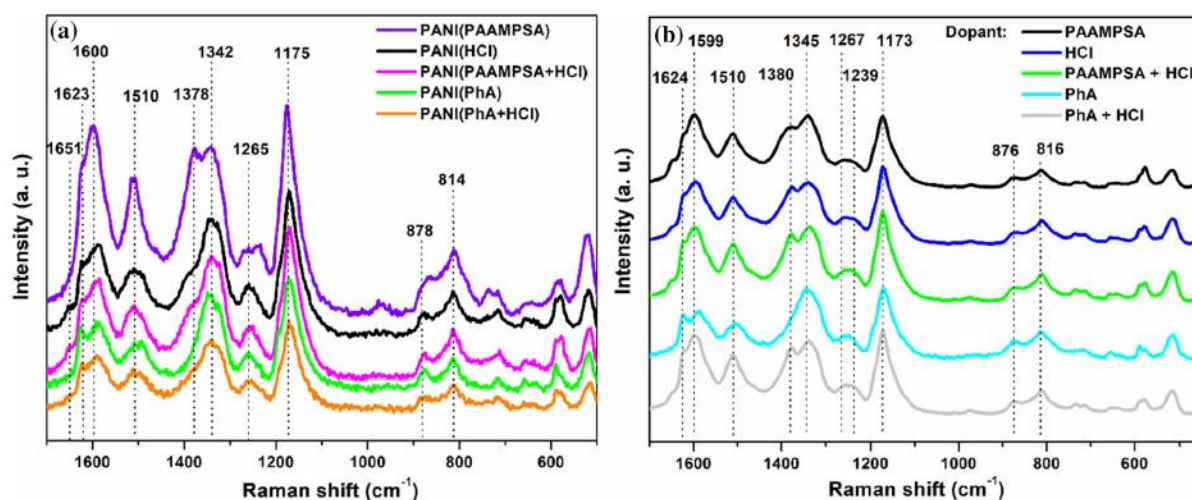 (a)
1600
1342
1175
PANI(PAAMPSA)
PANI(HCl)
PANI(PAAMPSA+HCl)
PANI(PhA)
PANI(PhA+HCl)
1623
1510
1378
1651
1265
878
814
Intensity (a. u.)
1600 1400 1200 1000 800 600
Raman shift (cm⁻¹)
(b)
Dopant:
PAAMPSA
HCl
PAAMPSA + HCl
PhA
PhA + HCl
1599
1345
1267
1173
1624
1510
1380
1239
876
816
Intensity (a. u.)
1600 1400 1200 1000 800 600
Raman shift (cm⁻¹)